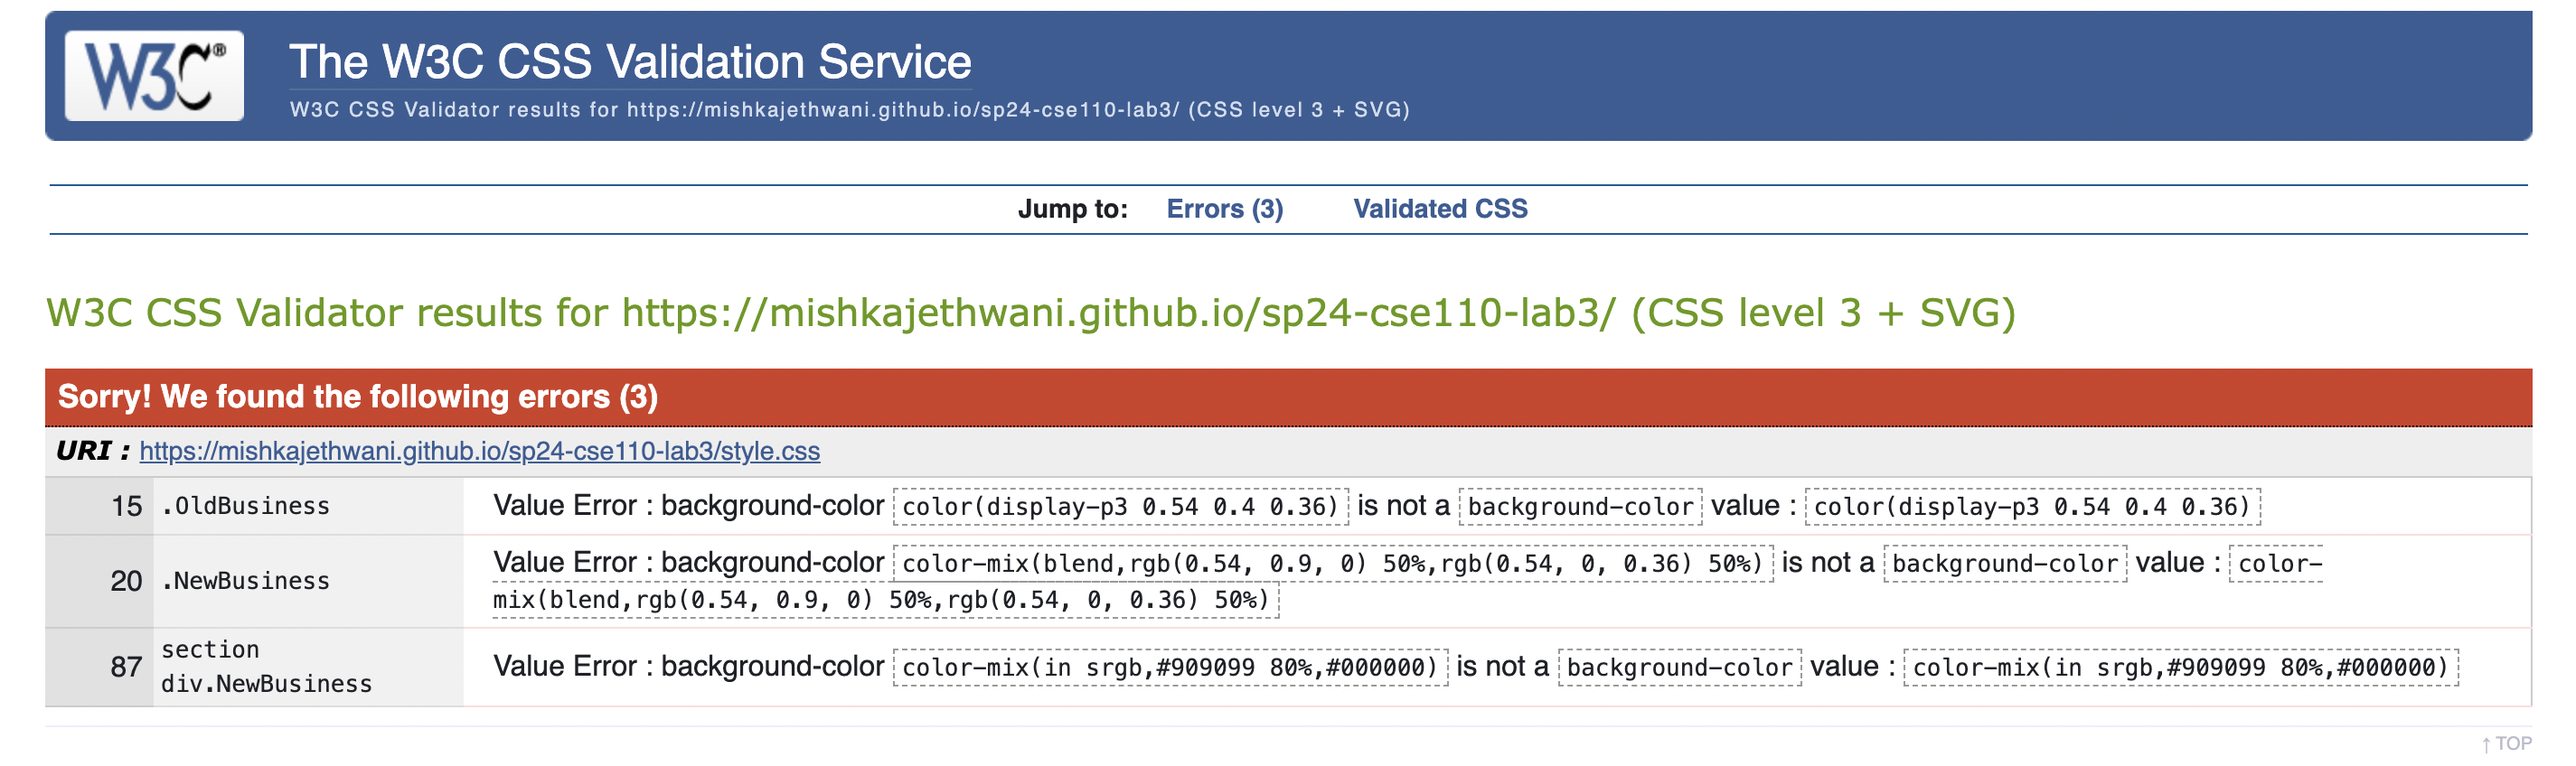 W3C®
The W3C CSS Validation Service
W3C CSS Validator results for https://mishkajethwani.github.io/sp24-cse110-lab3/ (CSS level 3 + SVG)
Jump to: Errors (3) Validated CSS
W3C CSS Validator results for https://mishkajethwani.github.io/sp24-cse110-lab3/ (CSS level 3 + SVG)
Sorry! We found the following errors (3)
URI : https://mishkajethwani.github.io/sp24-cse110-lab3/style.css
15 .OldBusiness Value Error : background-color color(display-p3 0.54 0.4 0.36) is not a background-color value : color(display-p3 0.54 0.4 0.36)
20 .NewBusiness Value Error : background-color color-mix(blend,rgb(0.54, 0.9, 0) 50%,rgb(0.54, 0, 0.36) 50%) is not a background-color value : color-
mix(blend,rgb(0.54, 0.9, 0) 50%,rgb(0.54, 0, 0.36) 50%)
87 section
div.NewBusiness Value Error : background-color color-mix(in srgb,#909099 80%,#000000) is not a background-color value : color-mix(in srgb,#909099 80%,#000000)
↑ TOP